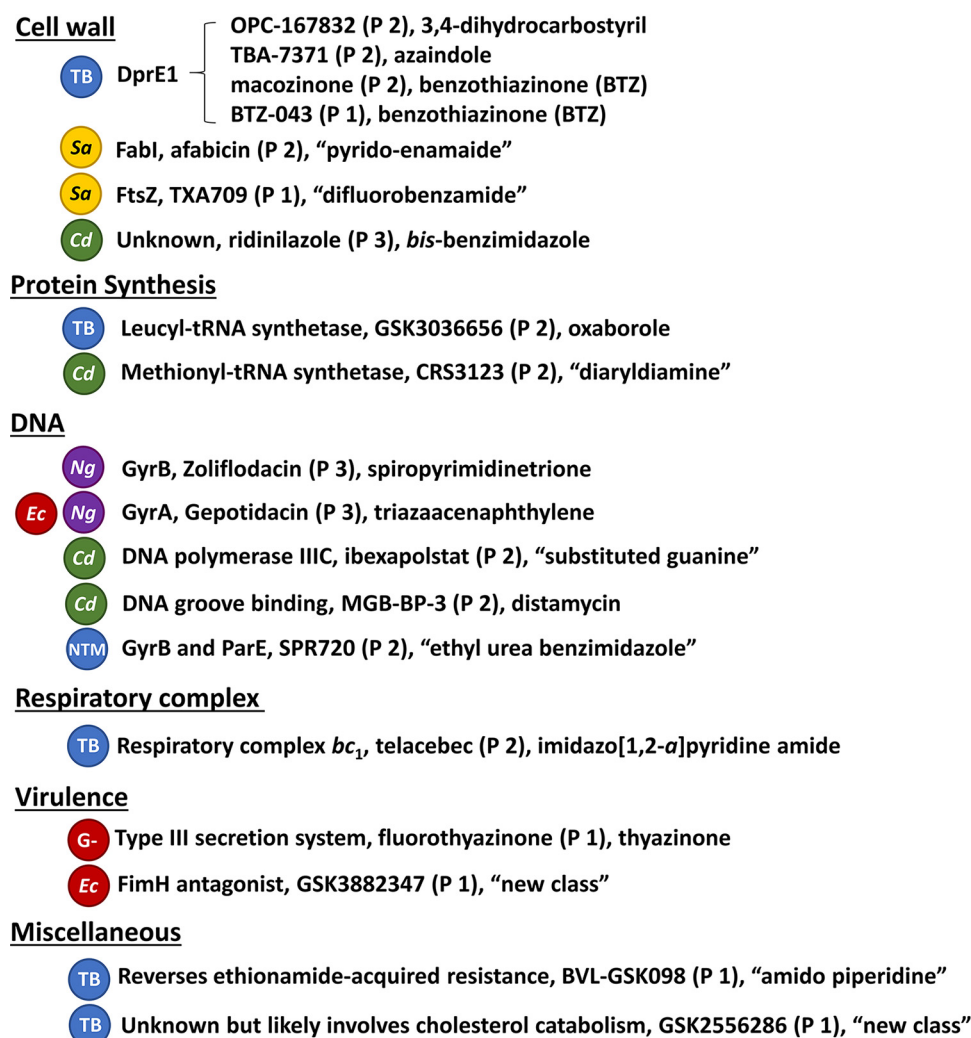 Cell wall
OPC-167832 (P 2), 3,4-dihydrocarbostyril
TBA-7371 (P 2), azaindole
TB DprE1
macozinone (P 2), benzothiazinone (BTZ)
BTZ-043 (P 1), benzothiazinone (BTZ)
Sa FabI, afabicin (P 2), “pyrido-enamaide”
Sa FtsZ, TXA709 (P 1), “difluorobenzamide”
Cd Unknown, ridinilazole (P 3), bis-benzimidazole
Protein Synthesis
TB Leucyl-tRNA synthetase, GSK3036656 (P 2), oxaborole
Cd Methionyl-tRNA synthetase, CRS3123 (P 2), “diaryldiamine”
DNA
Ng GyrB, Zoliflodacin (P 3), spiropyrimidinetrione
Ec Ng GyrA, Gepotidacin (P 3), triazaacenaphthylene
Cd DNA polymerase IIIC, ibexapolstat (P 2), “substituted guanine”
Cd DNA groove binding, MGB-BP-3 (P 2), distamycin
NTM GyrB and ParE, SPR720 (P 2), “ethyl urea benzimidazole”
Respiratory complex
TB Respiratory complex bc1, telacebec (P 2), imidazo[1,2-a]pyridine amide
Virulence
G- Type III secretion system, fluorothyazinone (P 1), thyazinone
Ec FimH antagonist, GSK3882347 (P 1), “new class”
Miscellaneous
TB Reverses ethionamide-acquired resistance, BVL-GSK098 (P 1), “amido piperidine”
TB Unknown but likely involves cholesterol catabolism, GSK2556286 (P 1), “new class”